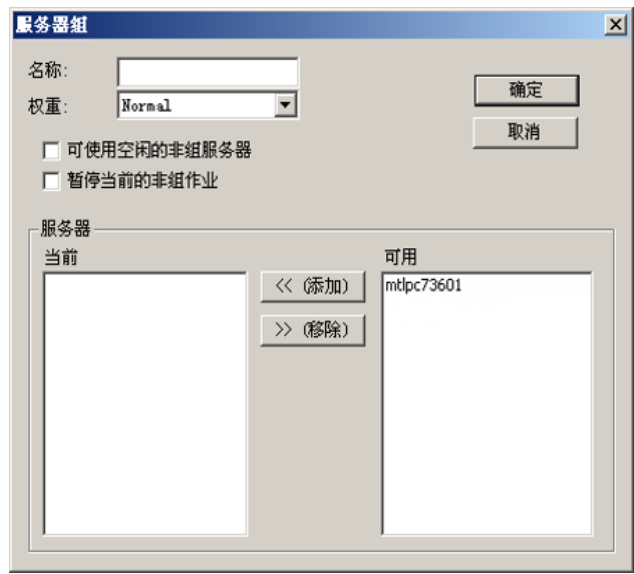 服务器组
名称:
确定
权重: Normal
取消
可使用空闲的非组服务器
暂停当前的非组作业
服务器
当前
可用
<< (添加)
mtlpc73601
>> (移除)